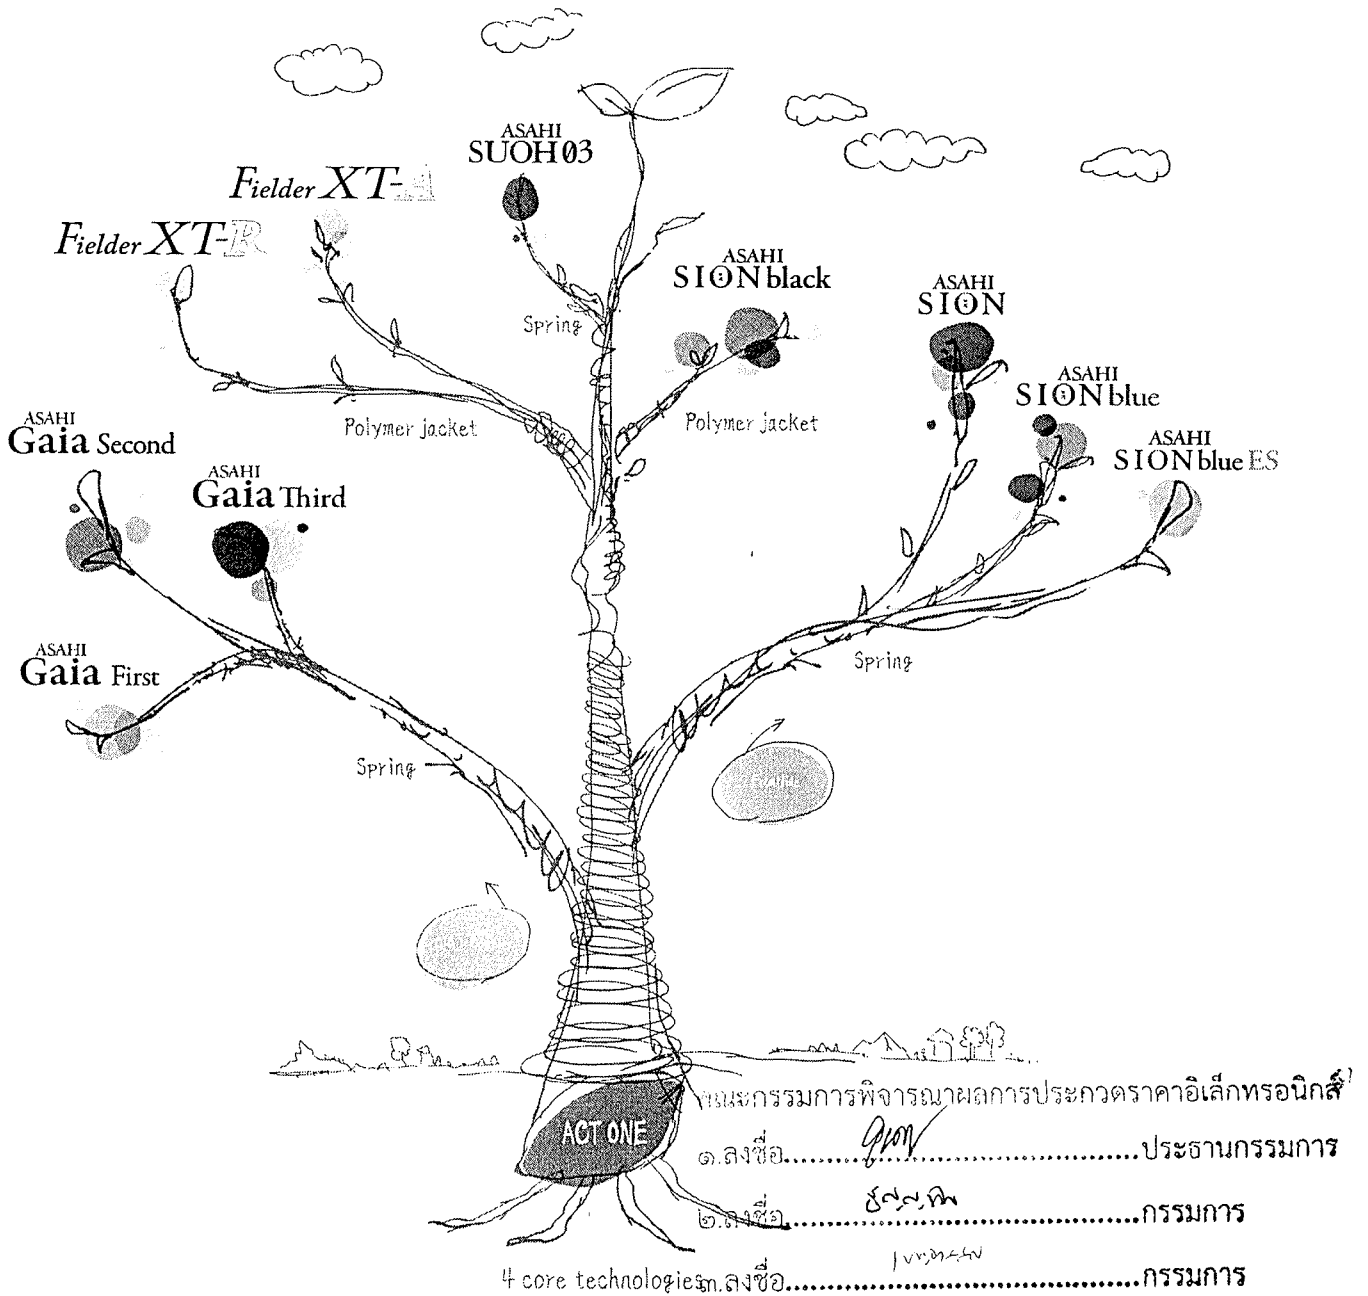 ASAHI
SUOH03
Fielder XT-A
Fielder XT-R
ASAHI
SION black
ASAHI
SION
Spring
ASAHI
SION blue
Polymer jacket
Polymer jacket
ASAHI
Gaia Second
ASAHI
SION blue ES
ASAHI
Gaia Third
ASAHI
Gaia First
Spring
Spring
คณะกรรมการพิจารณาผลการประกวดราคาอิเล็กทรอนิกส์
ACT ONE
๑.ลงชื่อ........................................ประธานกรรมการ
๒.ลงชื่อ........................................กรรมการ
4 core technologies
๓.ลงชื่อ........................................กรรมการ